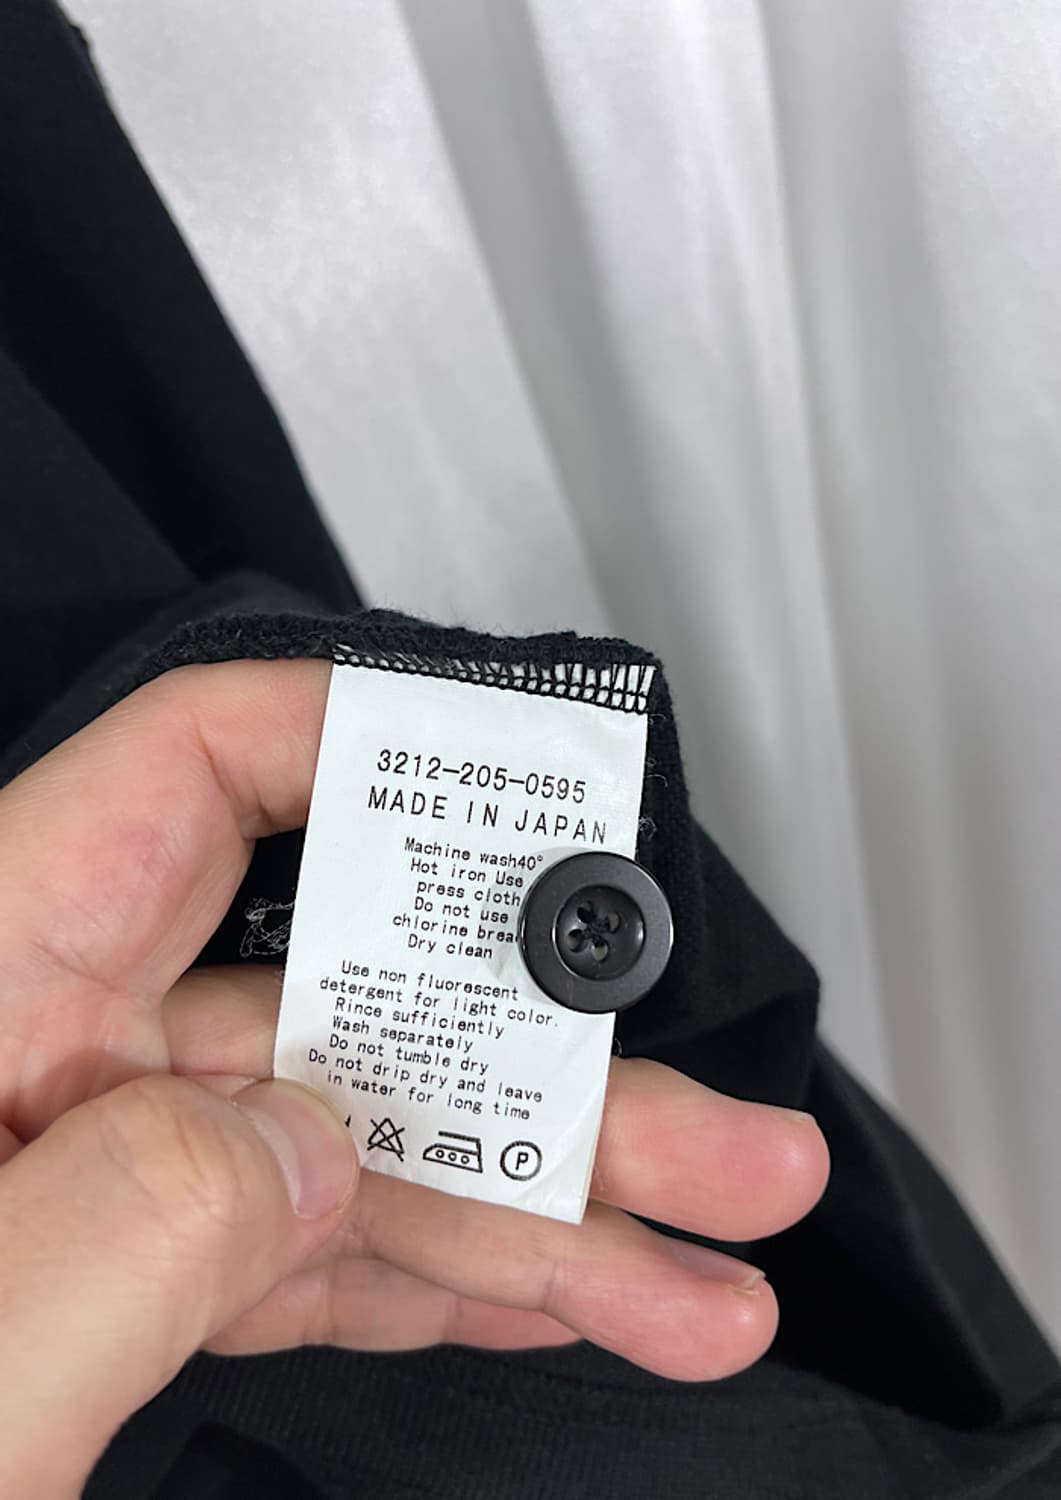 3212-205-0595
MADE IN JAPAN
Machine wash40°
Hot iron Use
press cloth
Do not use
chlorine
Dry clean
Use non fluorescent
detergent for light color.
Rince sufficiently
Wash separately
Do not tumble dry
Do not drip dry and leave
in water for long time
P